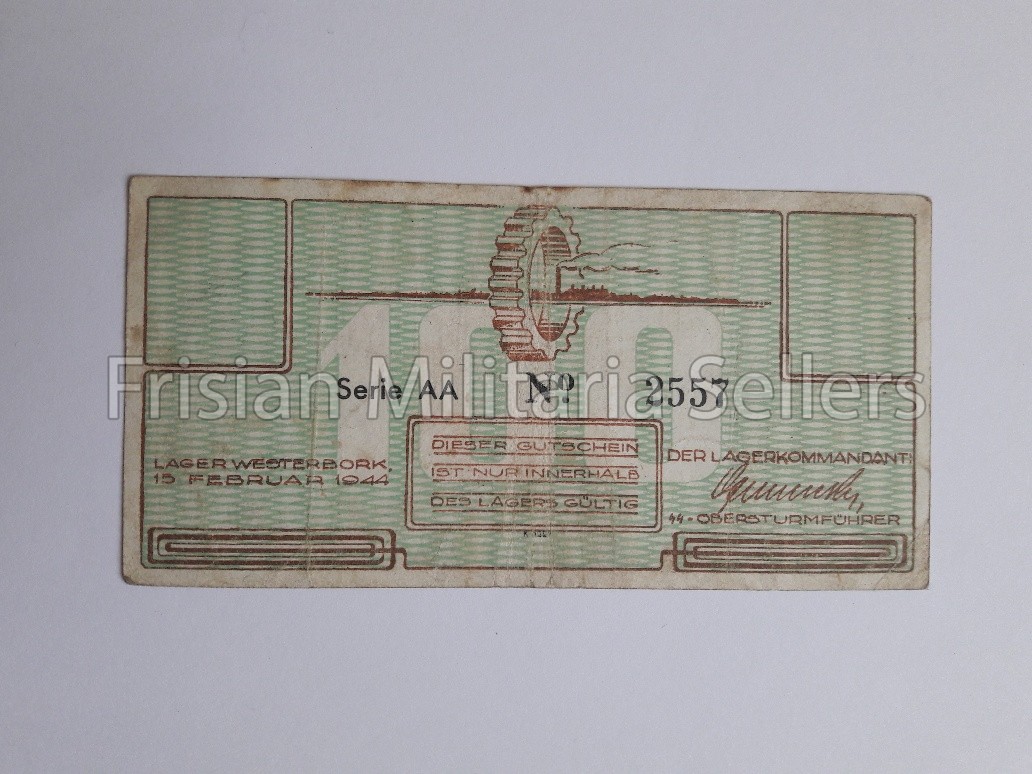 100
Serie AA Nº 2557
Frisian Militaria Sellers
LAGER WESTERBORK,
15 FEBRUAR 1944
DIESER GUTSCHEIN
IST NUR INNERHALB
DES LAGERS GÜLTIG
DER LAGERKOMMANDANT:
SS-OBERSTURMFÜHRER